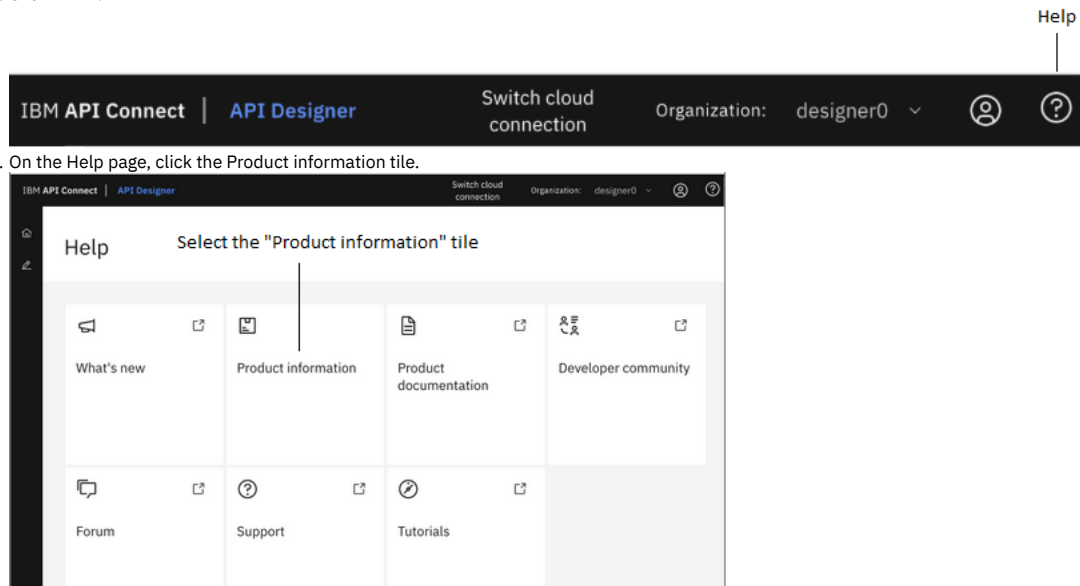 Help
IBM API Connect | API Designer
Switch cloud
connection
Organization: designer0
. On the Help page, click the Product information tile.
IBM API Connect | API Designer
Switch cloud
connection
Organization: designer0
Help
Select the "Product information" tile
What's new
Product information
Product
documentation
Developer community
Forum
Support
Tutorials